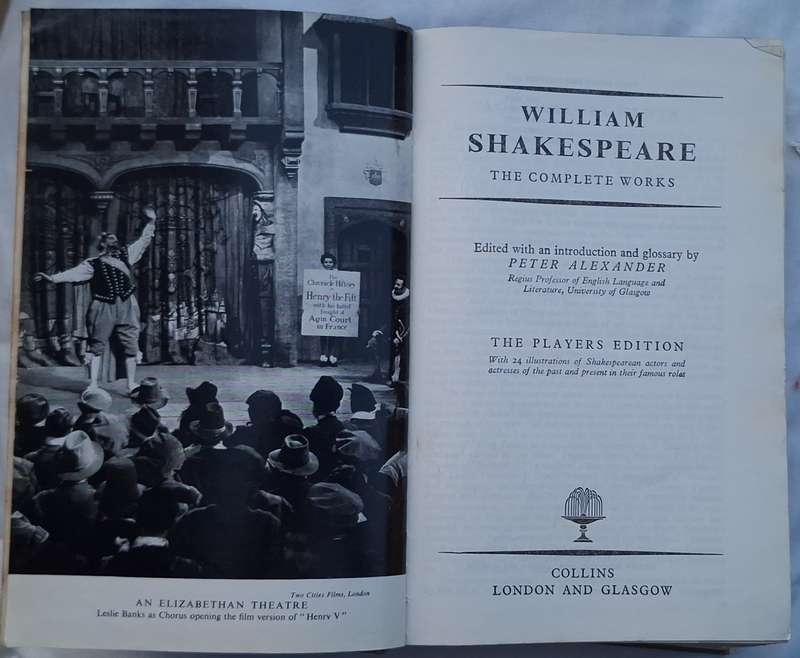 The
Chronicle History
of
Henry the Fift
with his battel
fought at
Agin Court
in France
Two Cities Films, London
AN ELIZABETHAN THEATRE
Leslie Banks as Chorus opening the film version of "Henry V"
WILLIAM
SHAKESPEARE
THE COMPLETE WORKS
Edited with an introduction and glossary by
PETER ALEXANDER
Regius Professor of English Language and
Literature, University of Glasgow
THE PLAYERS EDITION
With 24 illustrations of Shakespearean actors and
actresses of the past and present in their famous roles
COLLINS
LONDON AND GLASGOW